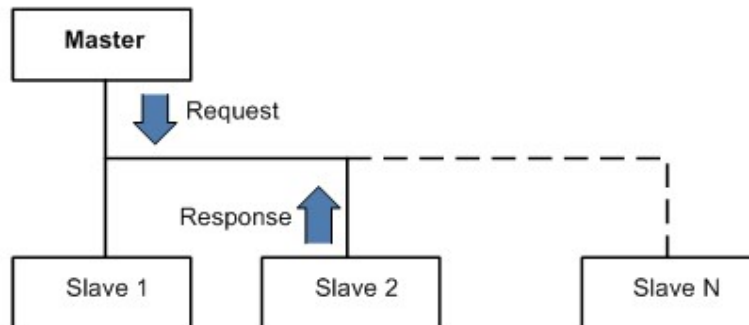 Master
Request
Response
Slave 1
Slave 2
Slave N